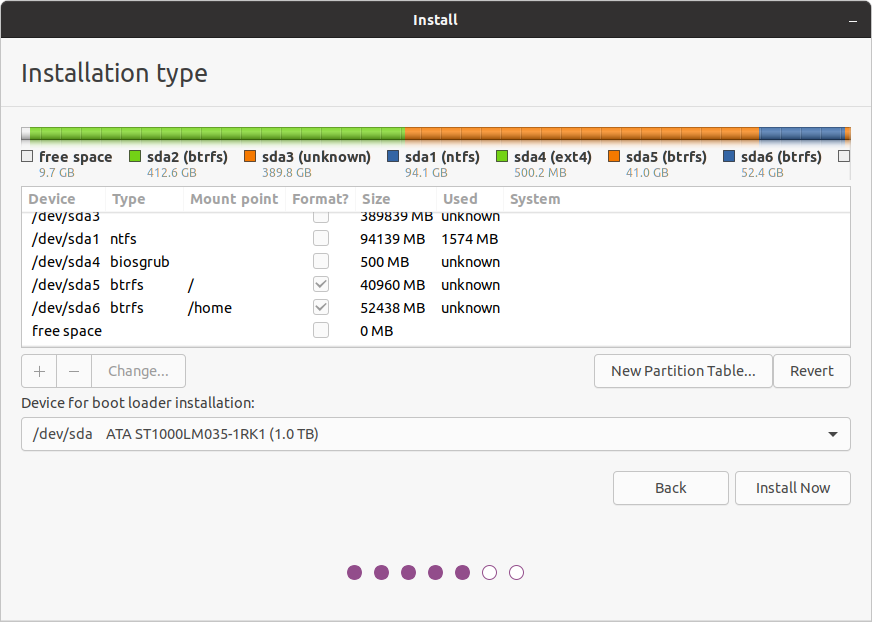 Install
Installation type
free space sda2 (btrfs) sda3 (unknown) sda1 (ntfs) sda4 (ext4) sda5 (btrfs) sda6 (btrfs)
9.7 GB 412.6 GB 389.8 GB 94.1 GB 500.2 MB 41.0 GB 52.4 GB
Device Type Mount point Format? Size Used System
/dev/sda3 389839 MB unknown
/dev/sda1 ntfs 94139 MB 1574 MB
/dev/sda4 biosgrub 500 MB unknown
/dev/sda5 btrfs / 40960 MB unknown
/dev/sda6 btrfs /home 52438 MB unknown
free space 0 MB
+ − Change... New Partition Table... Revert
Device for boot loader installation:
/dev/sda ATA ST1000LM035-1RK1 (1.0 TB)
Back Install Now